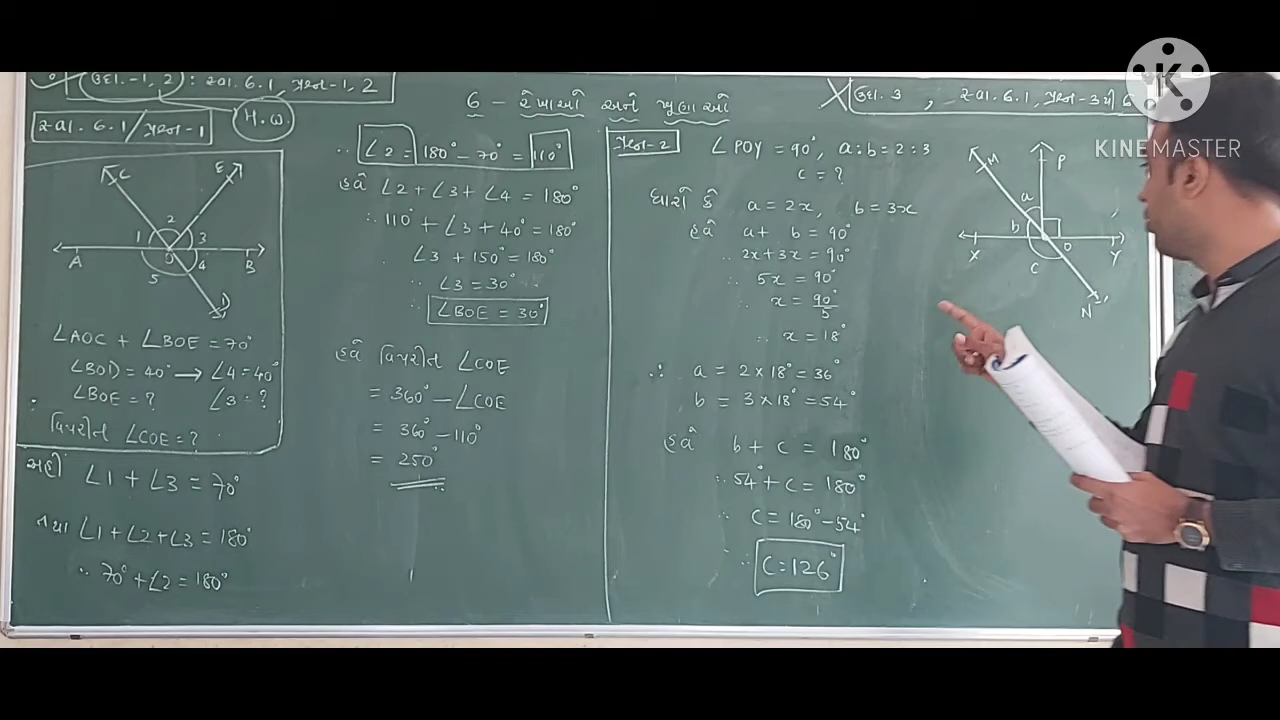 ઉદા.-1, 2 : સ્વા. 6.1, પ્રશ્ન-1, 2
H.W.
6 - રેખાઓ અને ખૂણાઓ
ઉદા. 3 , સ્વા. 6.1, પ્રશ્ન-3થી 6
સ્વા. 6.1/પ્રશ્ન-1
C
E
2
1
3
A
O
4
B
5
D
∠AOC + ∠BOE = 70°
∠BOD = 40° → ∠4 = 40°
∠BOE = ? ∠3 = ?
વિપરીત ∠COE = ?
અહીં ∠1 + ∠3 = 70°
તથા ∠1 + ∠2 + ∠3 = 180°
∴ 70° + ∠2 = 180°
∴ ∠2 = 180° - 70° = 110°
હવે ∠2 + ∠3 + ∠4 = 180°
∴ 110° + ∠3 + 40° = 180°
∴ ∠3 + 150° = 180°
∴ ∠3 = 30°
∴ ∠BOE = 30°
હવે વિપરીત ∠COE
= 360° - ∠COE
= 360° - 110°
= 250°
પ્રશ્ન-2
∠POY = 90°, a:b = 2:3
c = ?
ધારો કે a = 2x, b = 3x
હવે a + b = 90°
∴ 2x + 3x = 90°
∴ 5x = 90°
∴ x = 90°/5
∴ x = 18°
∴ a = 2 × 18° = 36°
b = 3 × 18° = 54°
હવે b + c = 180°
∴ 54° + c = 180°
∴ c = 180° - 54°
∴ c = 126°
M
P
a
b
X
O
Y
c
N
KINEMASTER